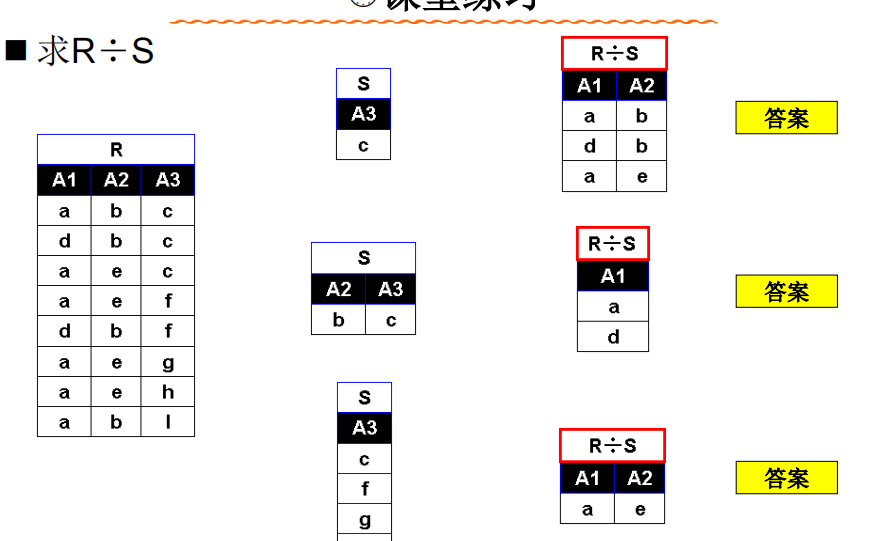 课堂练习
■ 求R÷S
R
A1 A2 A3
a b c
d b c
a e c
a e f
d b f
a e g
a e h
a b l
S
A3
c
R÷S
A1 A2
a b
d b
a e
答案
S
A2 A3
b c
R÷S
A1
a
d
答案
S
A3
c
f
g
R÷S
A1 A2
a e
答案